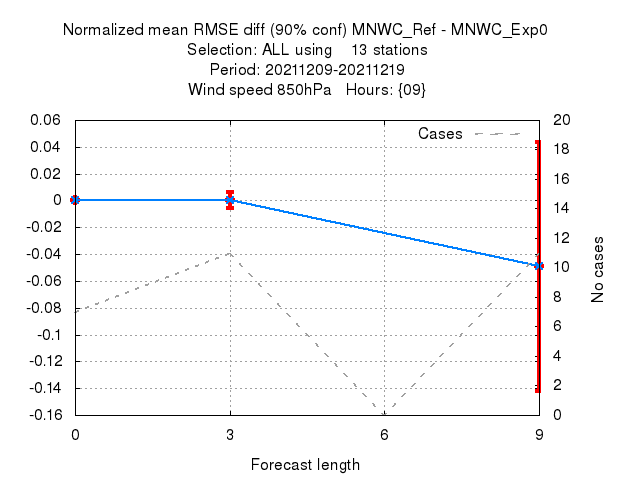 Normalized mean RMSE diff (90% conf) MNWC_Ref - MNWC_Exp0
Selection: ALL using    13 stations
Period: 20211209-20211219
Wind speed 850hPa   Hours: {09}
Cases
0.06
0.04
0.02
0
-0.02
-0.04
-0.06
-0.08
-0.1
-0.12
-0.14
-0.16
20
18
16
14
12
10
8
6
4
2
0
No cases
0 3 6 9
Forecast length